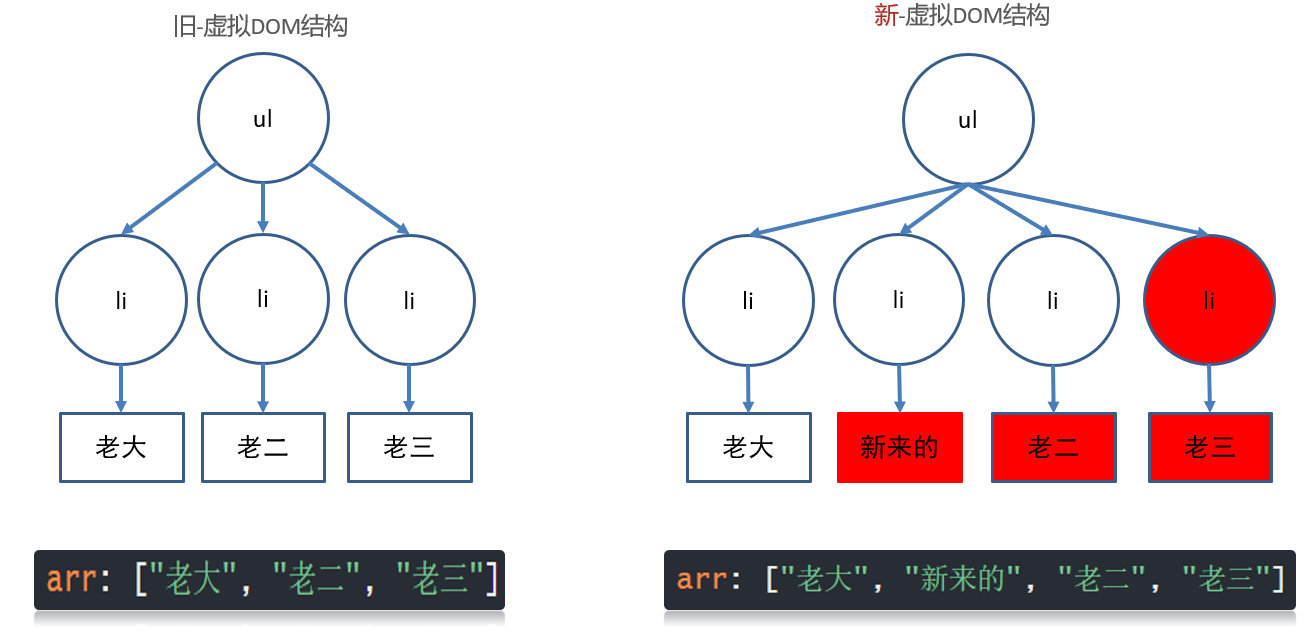 旧-虚拟DOM结构
ul
li
li
li
老大
老二
老三
arr: ["老大", "老二", "老三"]
新-虚拟DOM结构
ul
li
li
li
li
老大
新来的
老二
老三
arr: ["老大", "新来的", "老二", "老三"]